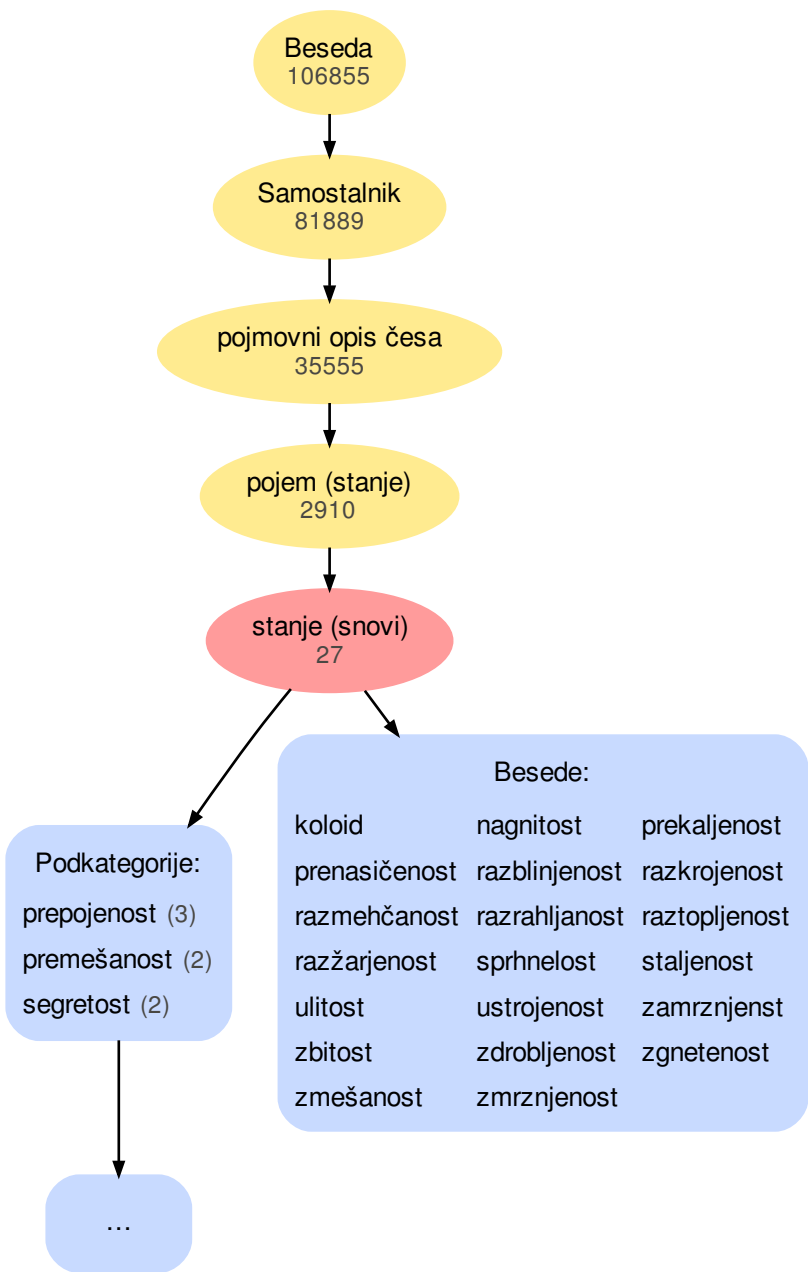 Beseda
106855
Samostalnik
81889
pojmovni opis česa
35555
pojem (stanje)
2910
stanje (snovi)
27
Podkategorije:
prepojenost (3)
premešanost (2)
segretost (2)
...
Besede:
koloid nagnitost prekaljenost
prenasičenost razblinjenost razkrojenost
razmehčanost razrahljanost raztopljenost
razžarjenost sprhnelost staljenost
ulitost ustrojenost zamrznjenst
zbitost zdrobljenost zgnetenost
zmešanost zmrznjenost